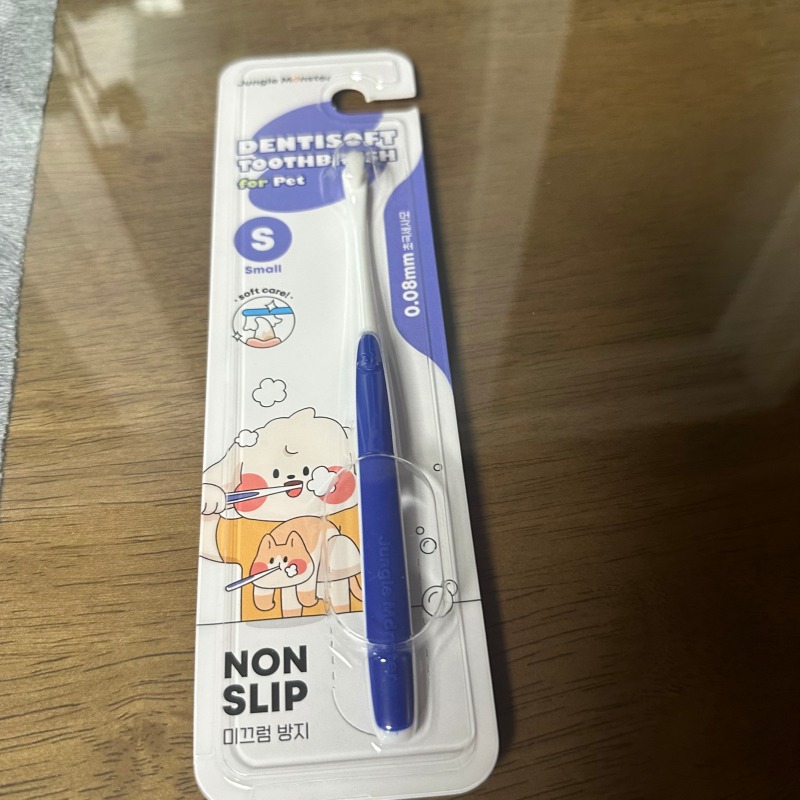 Jungle Monster
DENTISOFT
TOOTHBRUSH
for Pet
S
Small
soft care!
0.08mm 초극세사모
Jungle Monster
NON
SLIP
미끄럼 방지